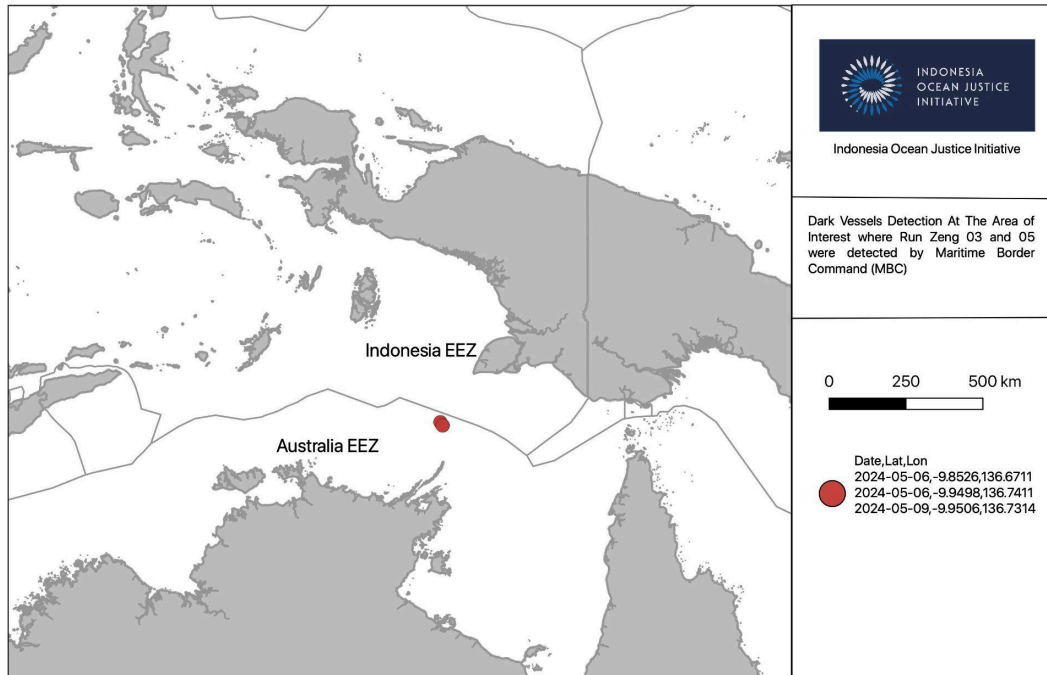 Indonesia EEZ
Australia EEZ
INDONESIA
OCEAN JUSTICE
INITIATIVE
Indonesia Ocean Justice Initiative
Dark Vessels Detection At The Area of
Interest where Run Zeng 03 and 05
were detected by Maritime Border
Command (MBC)
0 250 500 km
Date,Lat,Lon
2024-05-06,-9.8526,136.6711
2024-05-06,-9.9498,136.7411
2024-05-09,-9.9506,136.7314